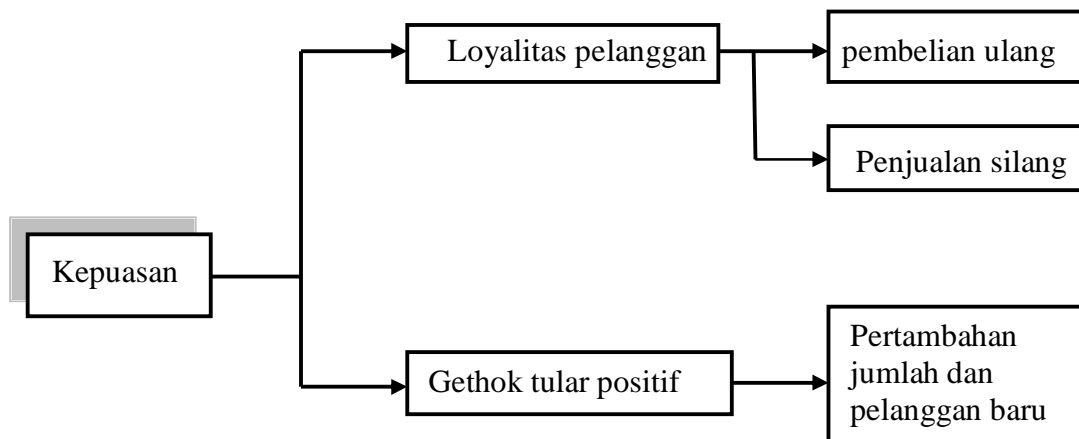 Loyalitas pelanggan
pembelian ulang
Penjualan silang
Kepuasan
Gethok tular positif
Pertambahan
jumlah dan
pelanggan baru